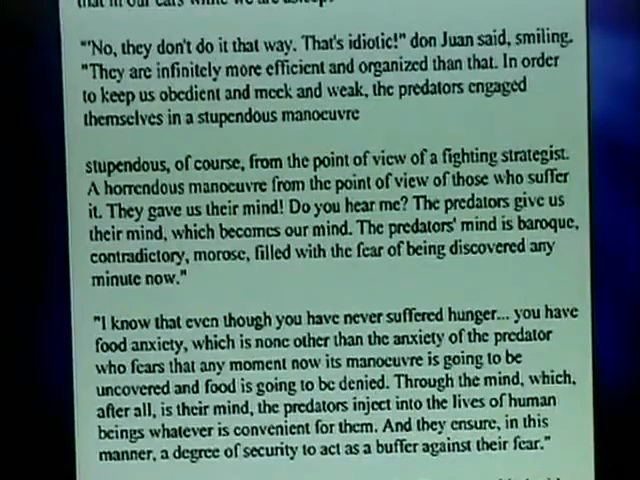 that in our ears while we are asleep?
"'No, they don't do it that way. That's idiotic!" don Juan said, smiling.
"They are infinitely more efficient and organized than that. In order
to keep us obedient and meek and weak, the predators engaged
themselves in a stupendous manoeuvre
stupendous, of course, from the point of view of a fighting strategist.
A horrendous manoeuvre from the point of view of those who suffer
it. They gave us their mind! Do you hear me? The predators give us
their mind, which becomes our mind. The predators' mind is baroque,
contradictory, morose, filled with the fear of being discovered any
minute now."
"I know that even though you have never suffered hunger... you have
food anxiety, which is none other than the anxiety of the predator
who fears that any moment now its manoeuvre is going to be
uncovered and food is going to be denied. Through the mind, which,
after all, is their mind, the predators inject into the lives of human
beings whatever is convenient for them. And they ensure, in this
manner, a degree of security to act as a buffer against their fear."